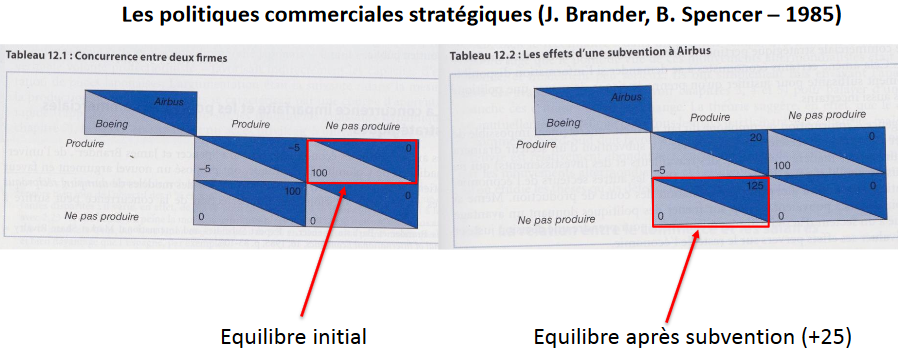 Les politiques commerciales stratégiques (J. Brander, B. Spencer – 1985)
Tableau 12.1 : Concurrence entre deux firmes
Airbus
Boeing
Produire
Ne pas produire
Produire
-5
0
-5
100
100
0
Ne pas produire
0
0
Tableau 12.2 : Les effets d'une subvention à Airbus
Airbus
Boeing
Produire
Ne pas produire
Produire
20
0
-5
100
125
0
Ne pas produire
0
0
Equilibre initial
Equilibre après subvention (+25)